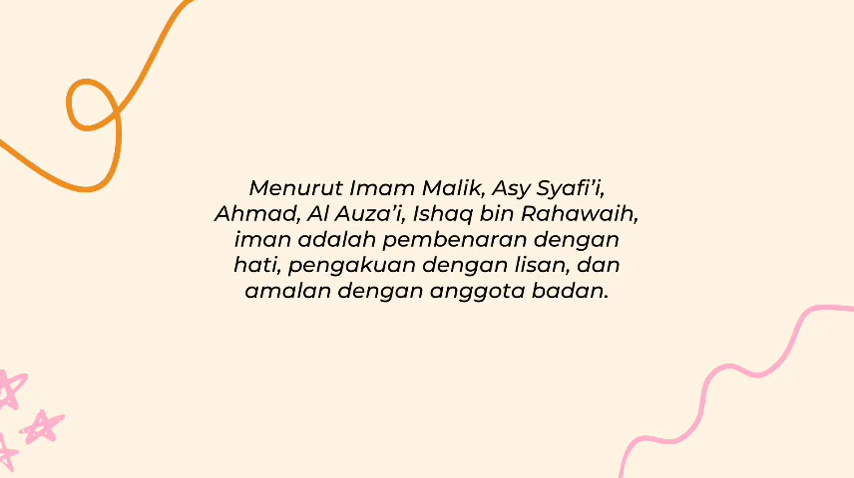 Menurut Imam Malik, Asy Syafi’i,
Ahmad, Al Auza’i, Ishaq bin Rahawaih,
iman adalah pembenaran dengan
hati, pengakuan dengan lisan, dan
amalan dengan anggota badan.